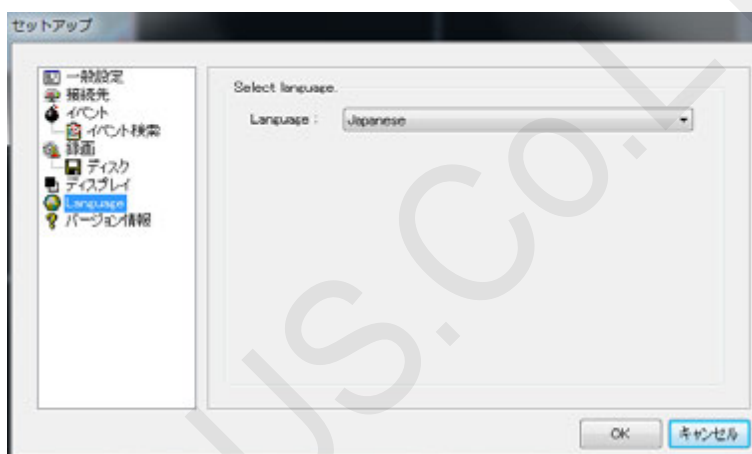 セットアップ
一般設定
接続先
イベント
イベント検索
録画
ディスク
ディスプレイ
Language
バージョン情報
Select language.
Language :
Japanese
OK
キャンセル
US.Co.L